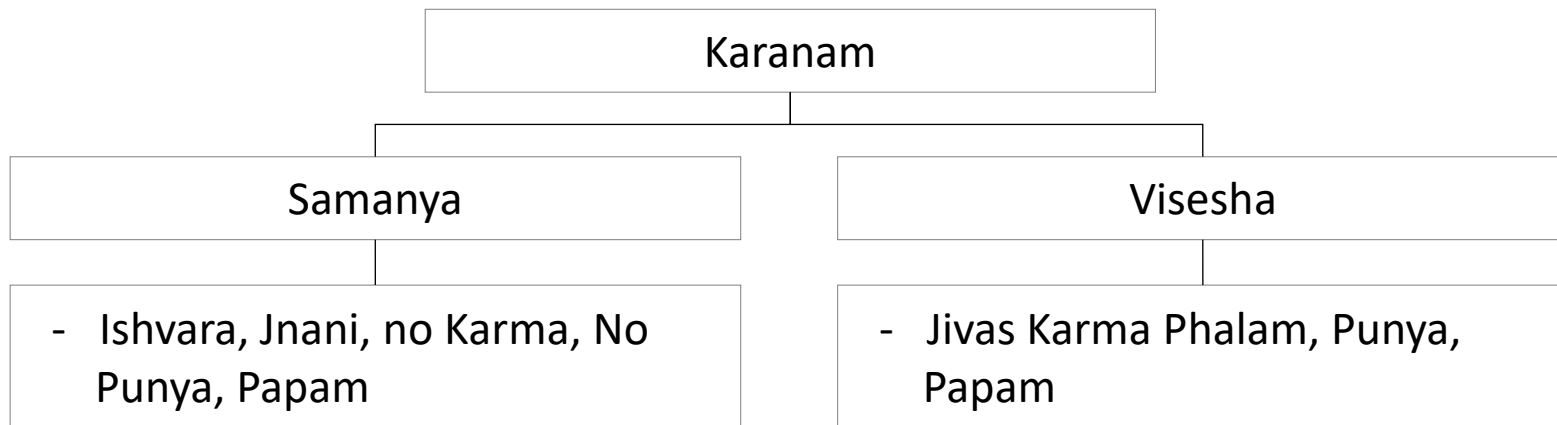 Karanam
Samanya
Visesha
- Ishvara, Jnani, no Karma, No
Punya, Papam
- Jivas Karma Phalam, Punya,
Papam